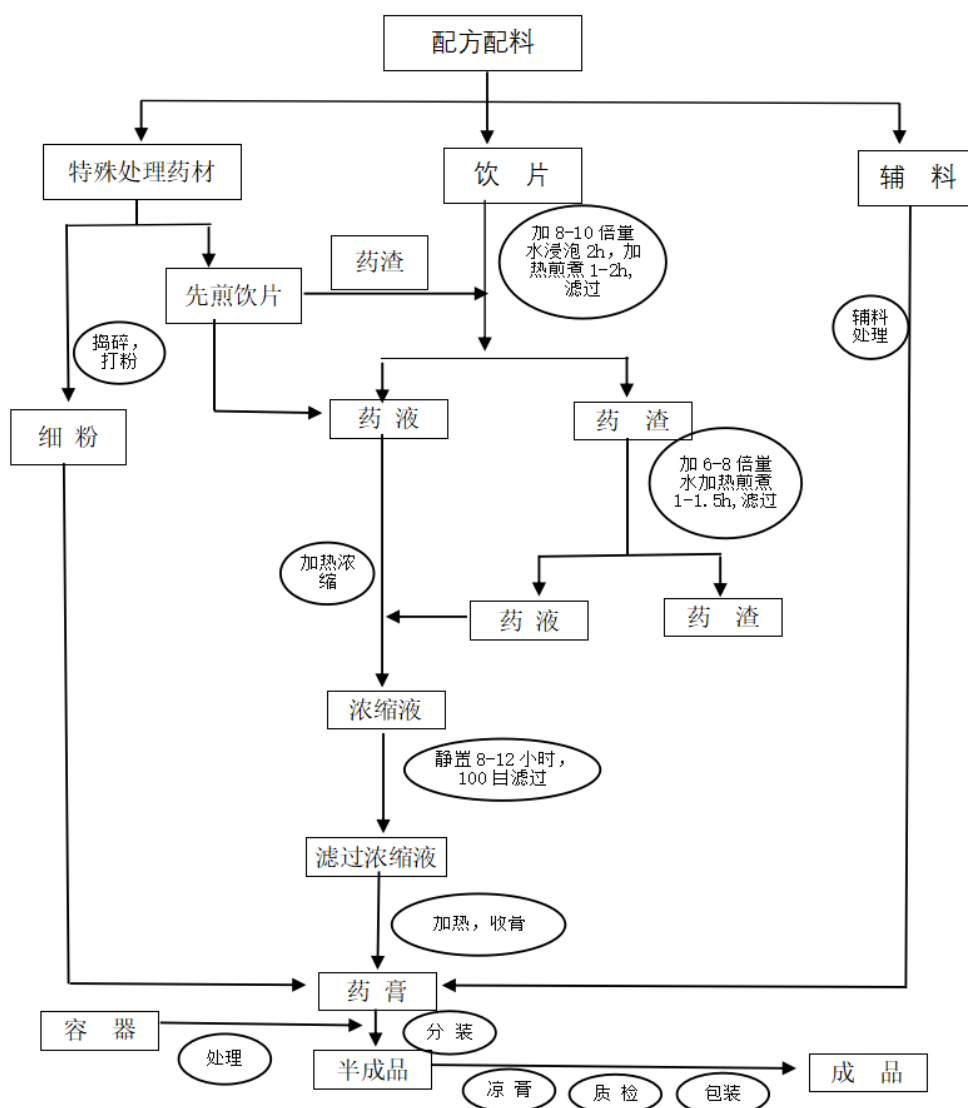 配方配料
特殊处理药材
饮 片
辅 料
加 8-10 倍量
水浸泡 2h，加
热煎煮 1-2h,
滤过
药渣
先煎饮片
捣碎，
打粉
辅料
处理
细 粉
药 液
药 渣
加 6-8 倍量
水加热煎煮
1-1.5h,滤过
加热浓
缩
药 液
药 渣
浓缩液
静置 8-12 小时，
100 目滤过
滤过浓缩液
加热，收膏
药 膏
容 器
处理
分 装
半成品
成 品
凉 膏
质 检
包装